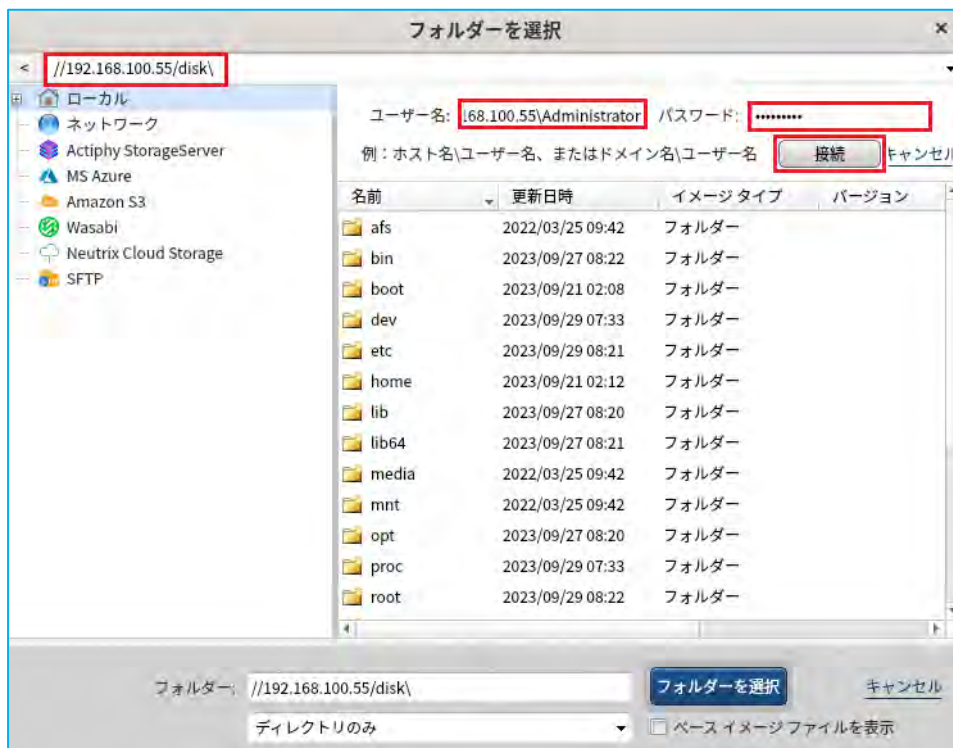 フォルダーを選択
×
< //192.168.100.55/disk\
ローカル
ネットワーク
Actiphy StorageServer
MS Azure
Amazon S3
Wasabi
Neutrix Cloud Storage
SFTP
ユーザー名: 168.100.55\Administrator パスワード: •••••••••
例：ホスト名\ユーザー名、またはドメイン名\ユーザー名 接続 キャンセル
名前 更新日時 イメージ タイプ バージョン
afs 2022/03/25 09:42 フォルダー
bin 2023/09/27 08:22 フォルダー
boot 2023/09/21 02:08 フォルダー
dev 2023/09/29 07:33 フォルダー
etc 2023/09/29 08:21 フォルダー
home 2023/09/21 02:12 フォルダー
lib 2023/09/27 08:20 フォルダー
lib64 2023/09/27 08:21 フォルダー
media 2022/03/25 09:42 フォルダー
mnt 2022/03/25 09:42 フォルダー
opt 2023/09/27 08:20 フォルダー
proc 2023/09/29 07:33 フォルダー
root 2023/09/29 08:22 フォルダー
フォルダー: //192.168.100.55/disk\ フォルダーを選択 キャンセル
ディレクトリのみ ベース イメージ ファイルを表示